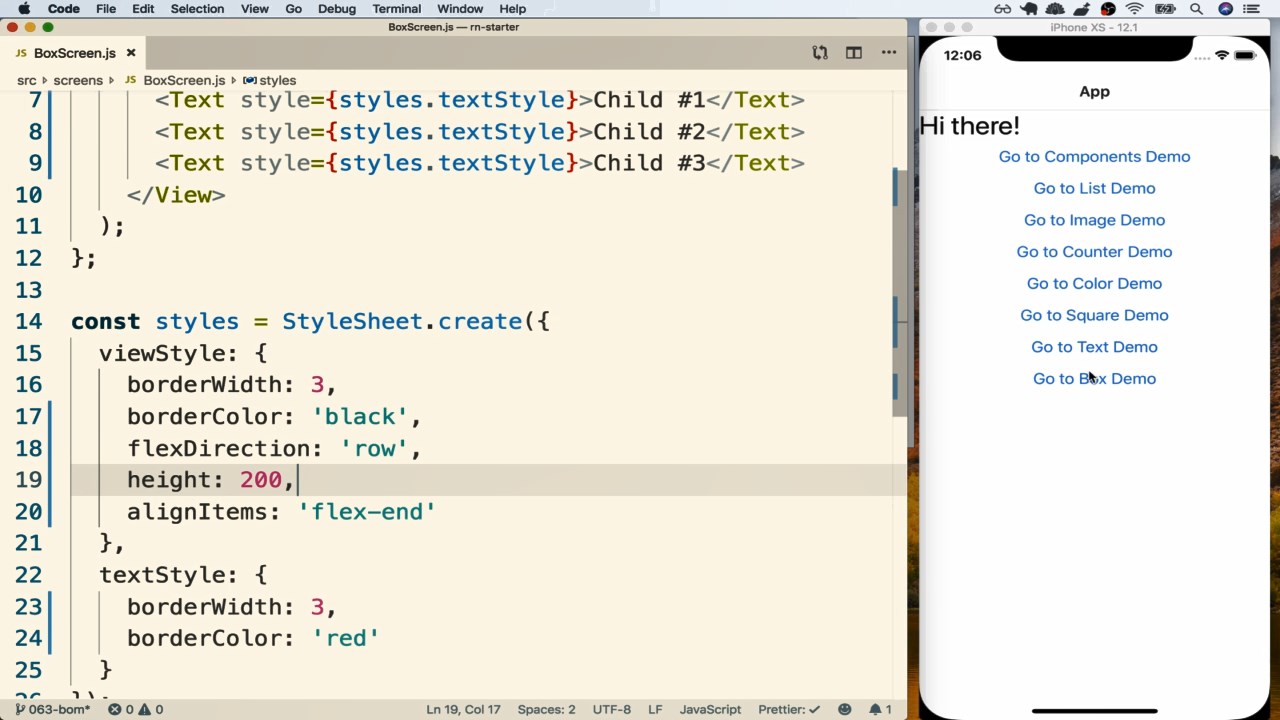 Code File Edit Selection View Go Debug Terminal Window Help
BoxScreen.js — rn-starter
JS BoxScreen.js ×
src screens JS BoxScreen.js styles
7 <Text style={styles.textStyle}>Child #1</Text>
8 <Text style={styles.textStyle}>Child #2</Text>
9 <Text style={styles.textStyle}>Child #3</Text>
10 </View>
11 );
12 };
13
14 const styles = StyleSheet.create({
15 viewStyle: {
16 borderWidth: 3,
17 borderColor: 'black',
18 flexDirection: 'row',
19 height: 200,
20 alignItems: 'flex-end'
21 },
22 textStyle: {
23 borderWidth: 3,
24 borderColor: 'red'
25 }
26 });
063-bom* 0 0 Ln 19, Col 17 Spaces: 2 UTF-8 LF JavaScript Prettier: ✓ 1
iPhone XS - 12.1
12:06
App
Hi there!
Go to Components Demo
Go to List Demo
Go to Image Demo
Go to Counter Demo
Go to Color Demo
Go to Square Demo
Go to Text Demo
Go to Box Demo